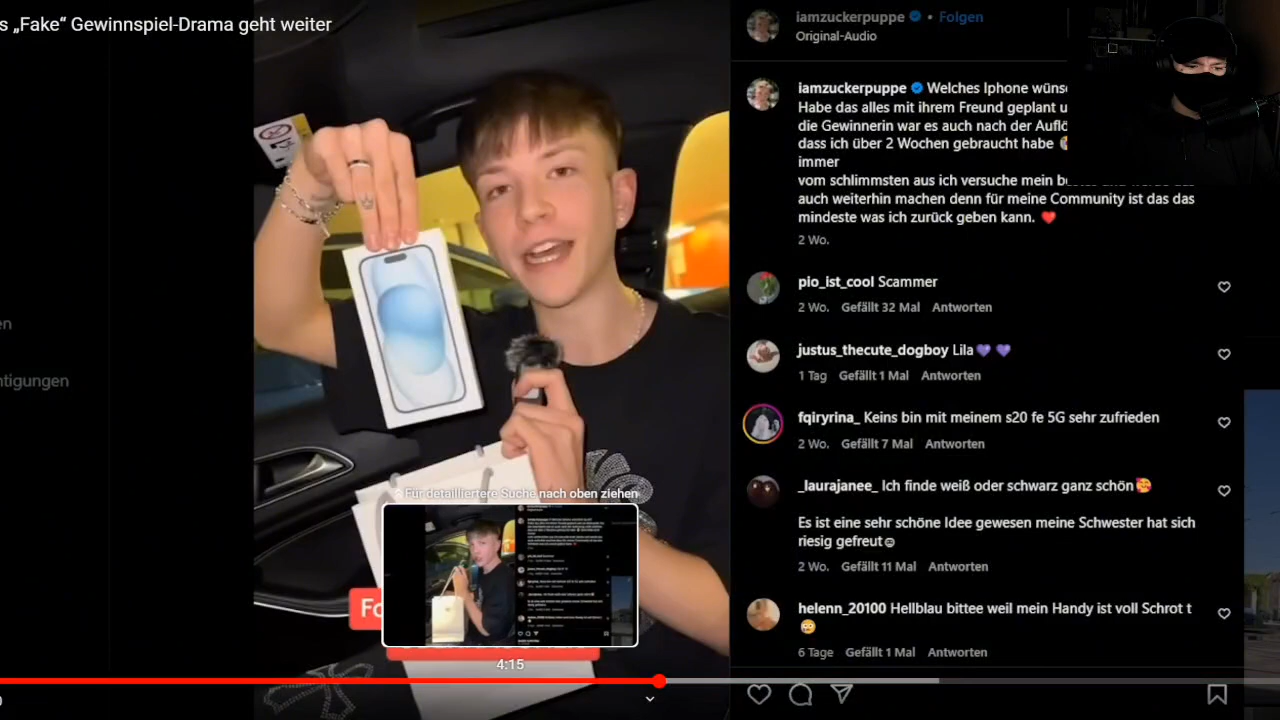 s „Fake“ Gewinnspiel-Drama geht weiter
en
ntigungen
Für detailliertere Suche nach oben ziehen
Fo
4:15
iamzuckerpuppe • Folgen
Original-Audio
iamzuckerpuppe Welches Iphone wünsc
Habe das alles mit ihrem Freund geplant u
die Gewinnerin war es auch nach der Auflö
dass ich über 2 Wochen gebraucht habe
immer
vom schlimmsten aus ich versuche mein
auch weiterhin machen denn für meine Community ist das das
mindeste was ich zurück geben kann. ❤️
2 Wo.
pio_ist_cool Scammer
2 Wo. Gefällt 32 Mal Antworten
justus_thecute_dogboy Lila💜 💜
1 Tag Gefällt 1 Mal Antworten
fqiryrina_ Keins bin mit meinem s20 fe 5G sehr zufrieden
2 Wo. Gefällt 7 Mal Antworten
_laurajanee_ Ich finde weiß oder schwarz ganz schön🥰
Es ist eine sehr schöne Idee gewesen meine Schwester hat sich
riesig gefreut☺️
2 Wo. Gefällt 11 Mal Antworten
helenn_20100 Hellblau bittee weil mein Handy ist voll Schrot t
😳
6 Tage Gefällt 1 Mal Antworten